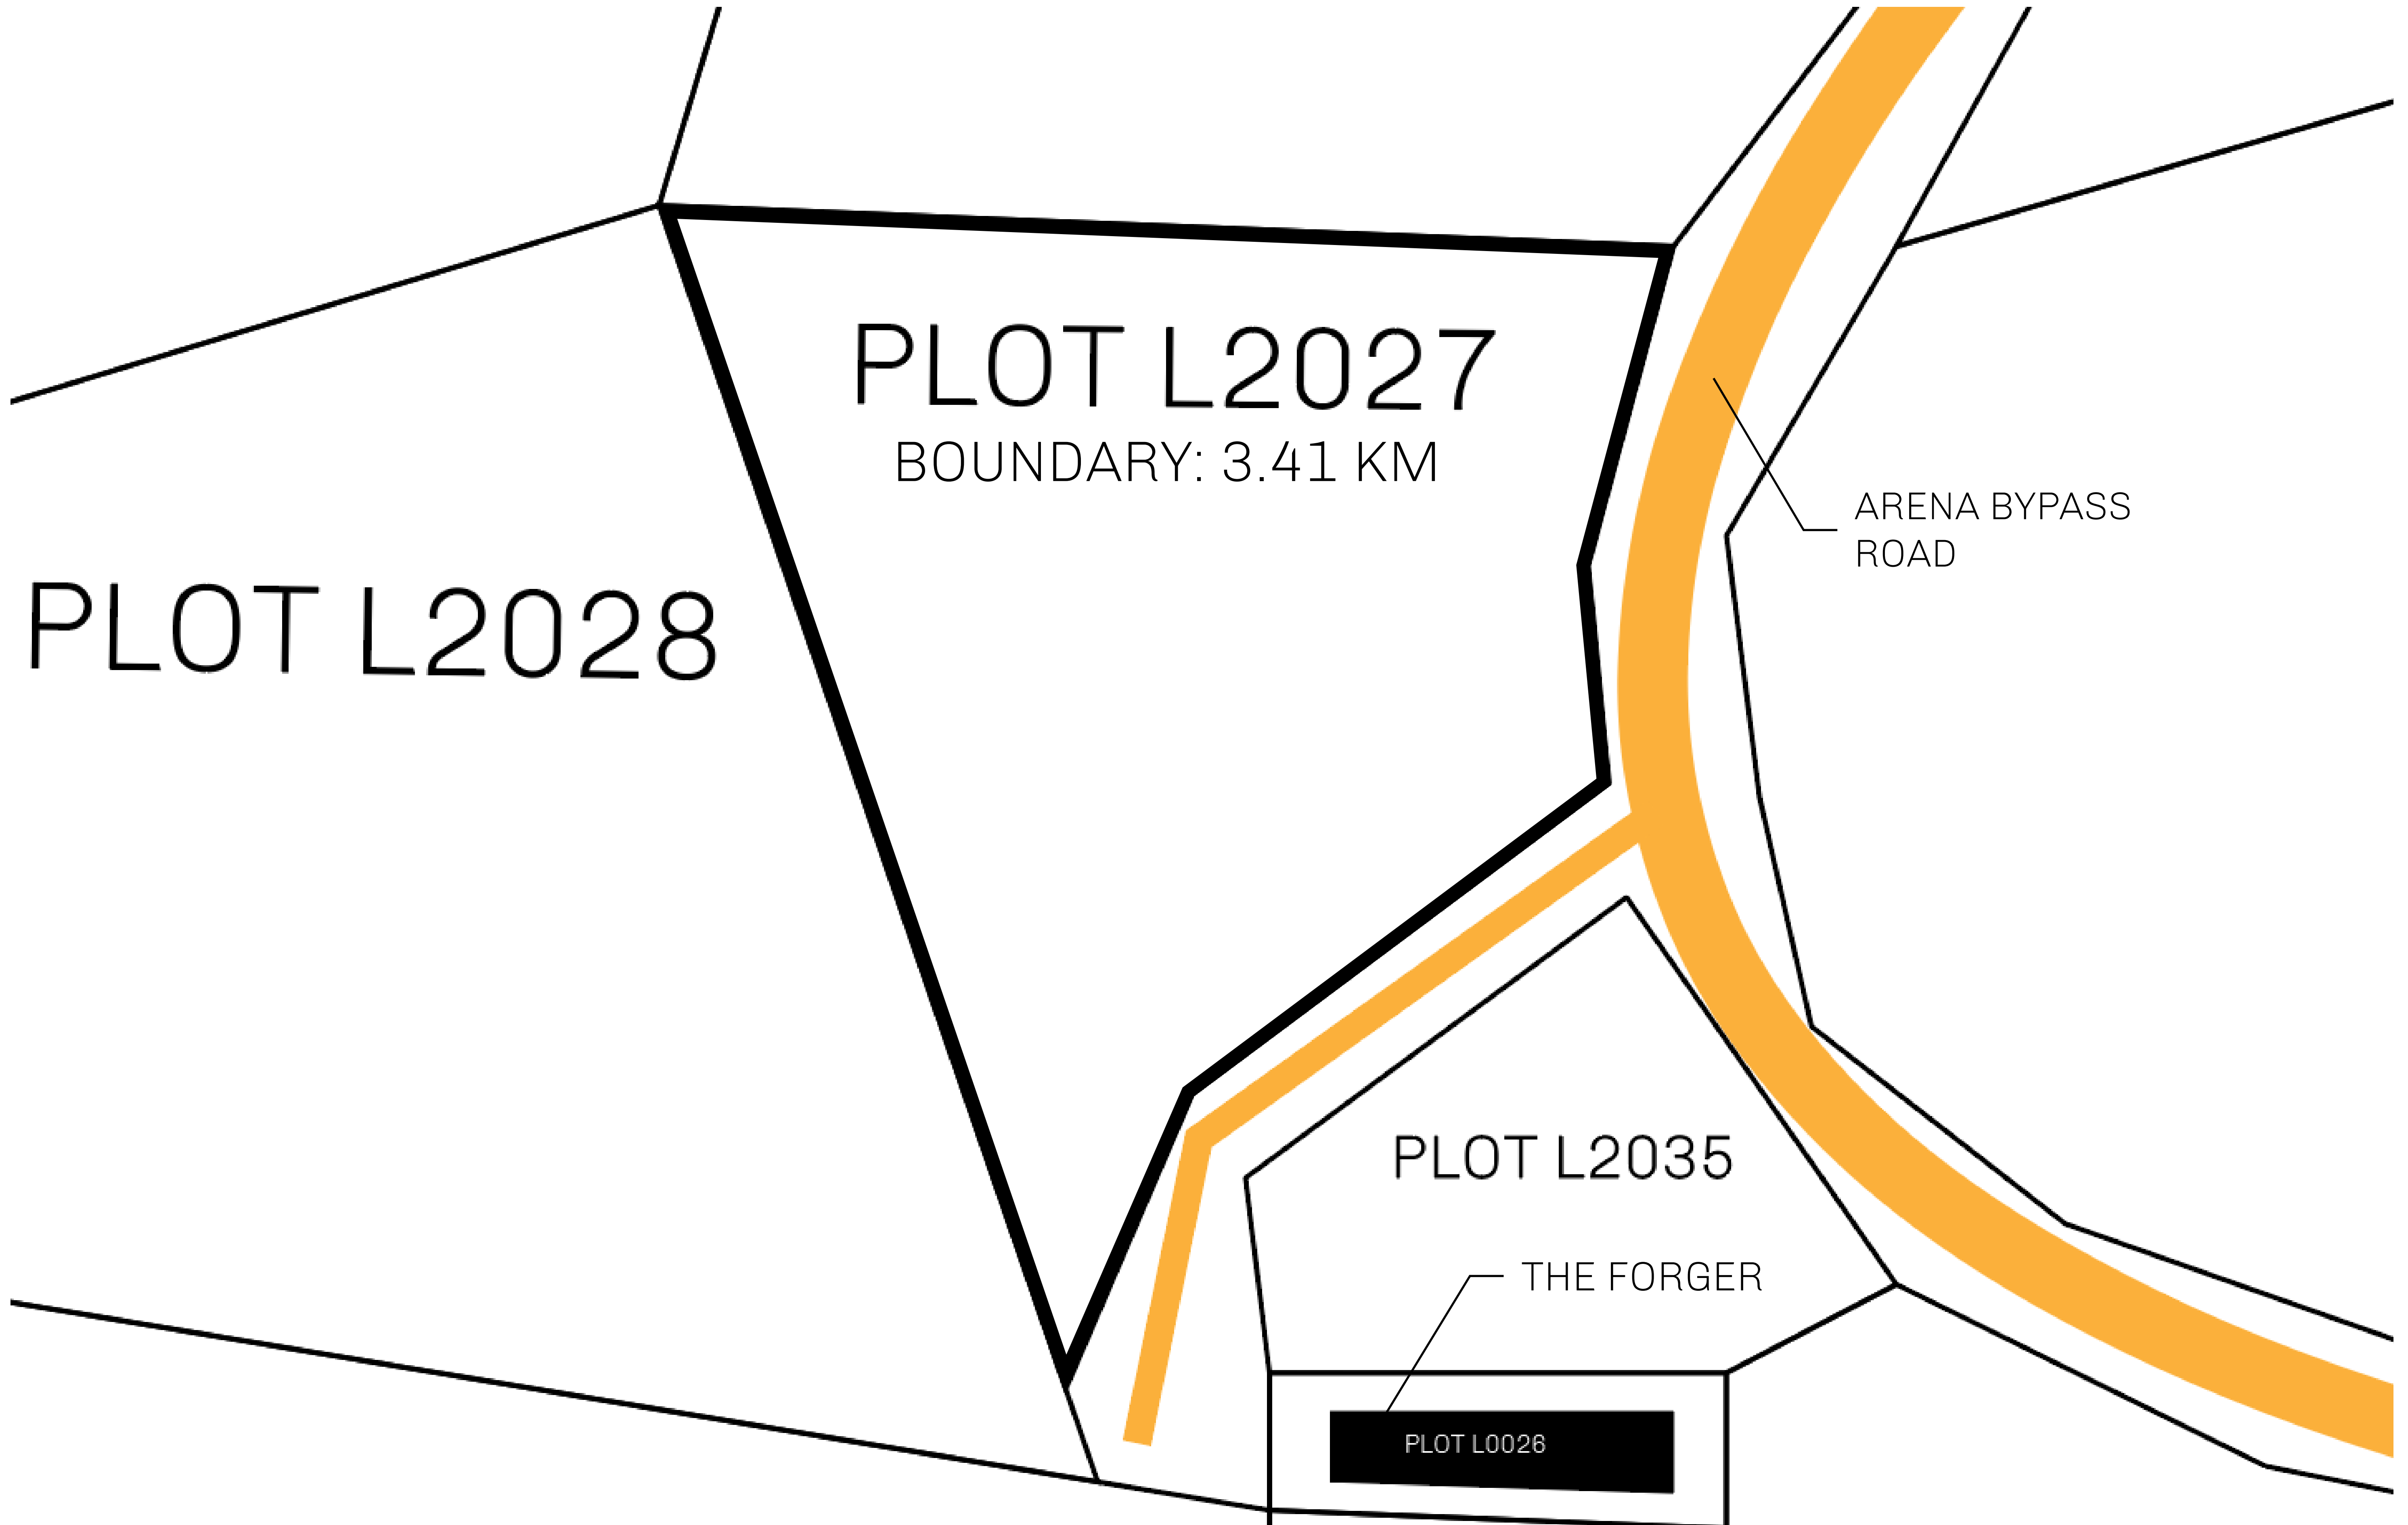 PLOT L2027
BOUNDARY: 3.41 KM
ARENA BYPASS
ROAD
PLOT L2028
PLOT L2035
THE FORGER
PLOT L0026